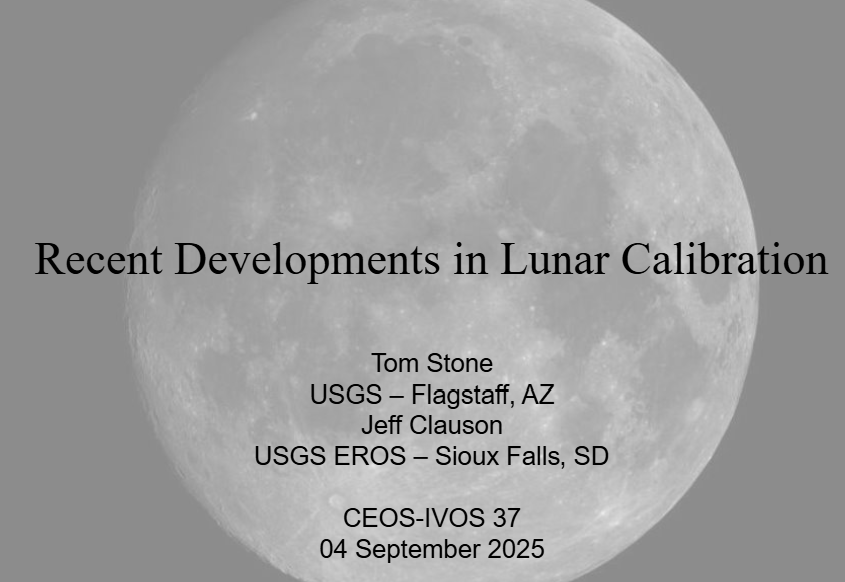 Recent Developments in Lunar Calibration
Tom Stone
USGS – Flagstaff, AZ
Jeff Clauson
USGS EROS – Sioux Falls, SD
CEOS-IVOS 37
04 September 2025